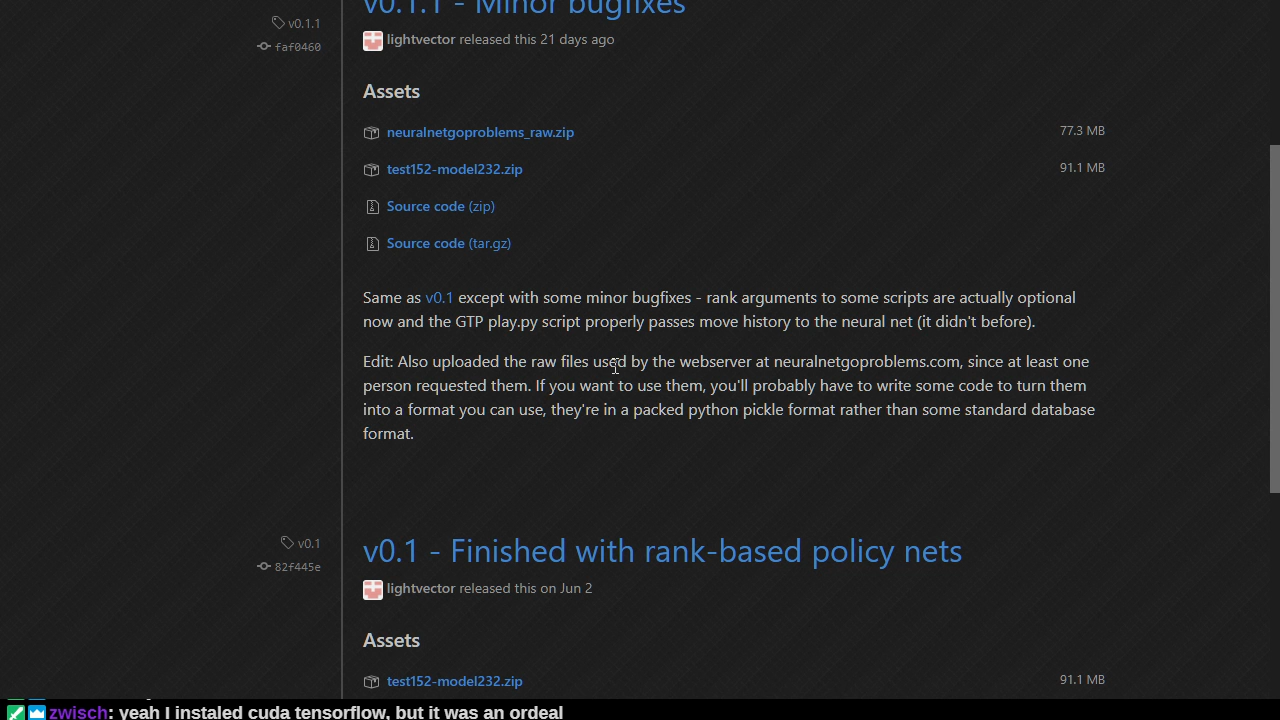 v0.1.1 - Minor bugfixes
v0.1.1
lightvector released this 21 days ago
faf0460
Assets
neuralnetgoproblems_raw.zip 77.3 MB
test152-model232.zip 91.1 MB
Source code (zip)
Source code (tar.gz)
Same as v0.1 except with some minor bugfixes - rank arguments to some scripts are actually optional
now and the GTP play.py script properly passes move history to the neural net (it didn't before).
Edit: Also uploaded the raw files used by the webserver at neuralnetgoproblems.com, since at least one
person requested them. If you want to use them, you'll probably have to write some code to turn them
into a format you can use, they're in a packed python pickle format rather than some standard database
format.
v0.1
v0.1 - Finished with rank-based policy nets
82f445e
lightvector released this on Jun 2
Assets
test152-model232.zip 91.1 MB
zwisch: yeah I instaled cuda tensorflow, but it was an ordeal